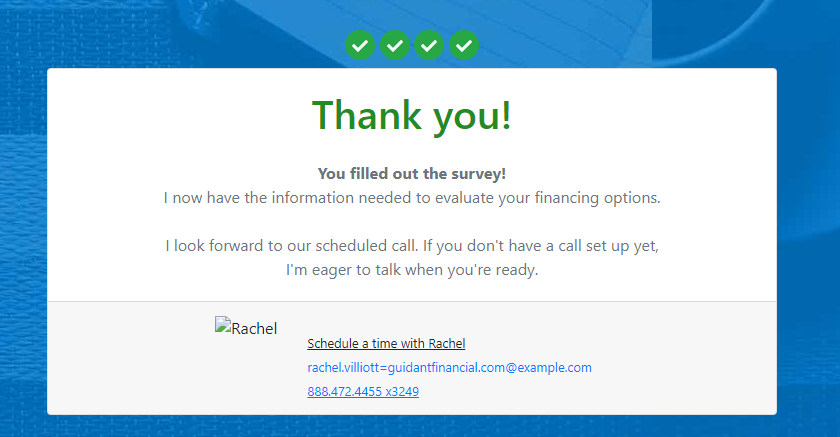 Thank you!
You filled out the survey!
I now have the information needed to evaluate your financing options.
I look forward to our scheduled call. If you don't have a call set up yet,
I'm eager to talk when you're ready.
Rachel
Schedule a time with Rachel
rachel.villiott=guidantfinancial.com@example.com
888.472.4455 x3249